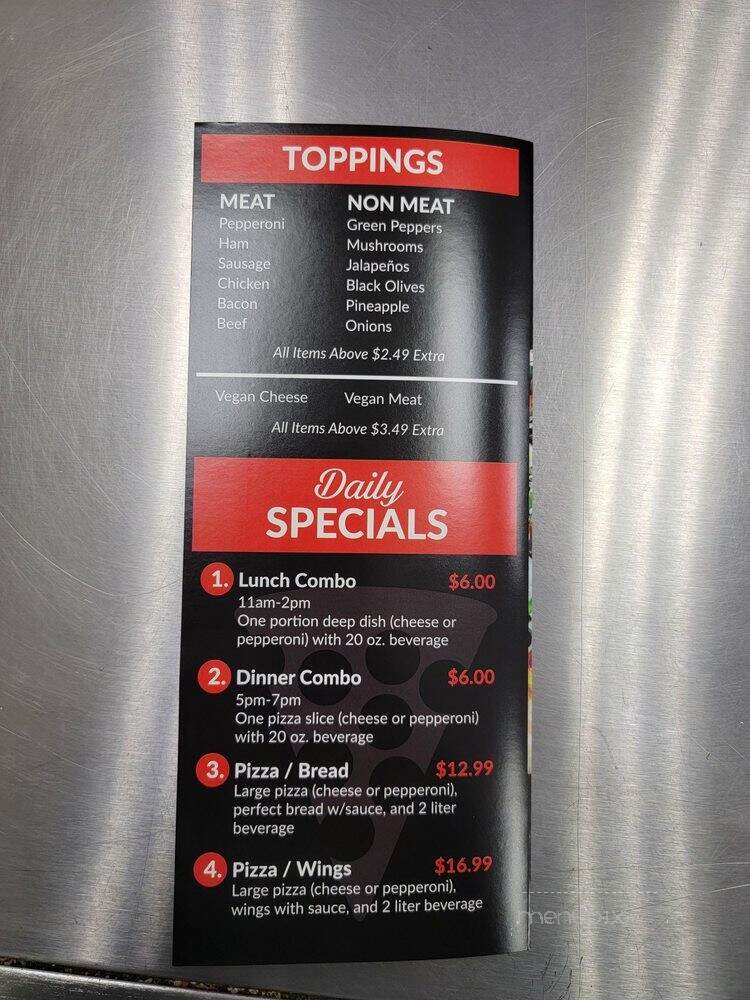 TOPPINGS
MEAT
Pepperoni
Ham
Sausage
Chicken
Bacon
Beef
NON MEAT
Green Peppers
Mushrooms
Jalapeños
Black Olives
Pineapple
Onions
All Items Above $2.49 Extra
Vegan Cheese Vegan Meat
All Items Above $3.49 Extra
Daily
SPECIALS
1. Lunch Combo $6.00
11am-2pm
One portion deep dish (cheese or
pepperoni) with 20 oz. beverage
2. Dinner Combo $6.00
5pm-7pm
One pizza slice (cheese or pepperoni)
with 20 oz. beverage
3. Pizza / Bread $12.99
Large pizza (cheese or pepperoni),
perfect bread w/sauce, and 2 liter
beverage
4. Pizza / Wings $16.99
Large pizza (cheese or pepperoni),
wings with sauce, and 2 liter beverage